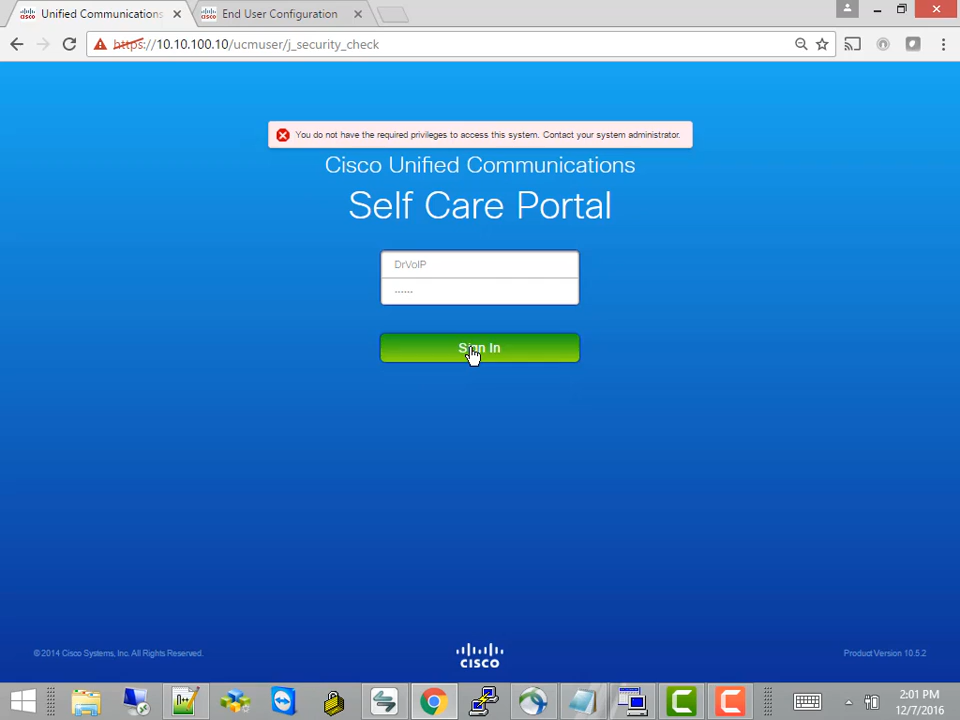 Unified Communications
End User Configuration
https://10.10.100.10/ucmuser/j_security_check
You do not have the required privileges to access this system. Contact your system administrator.
Cisco Unified Communications
Self Care Portal
DrVoIP
······
Sign In
© 2014 Cisco Systems, Inc. All Rights Reserved.
CISCO
Product Version 10.5.2
2:01 PM
12/7/2016